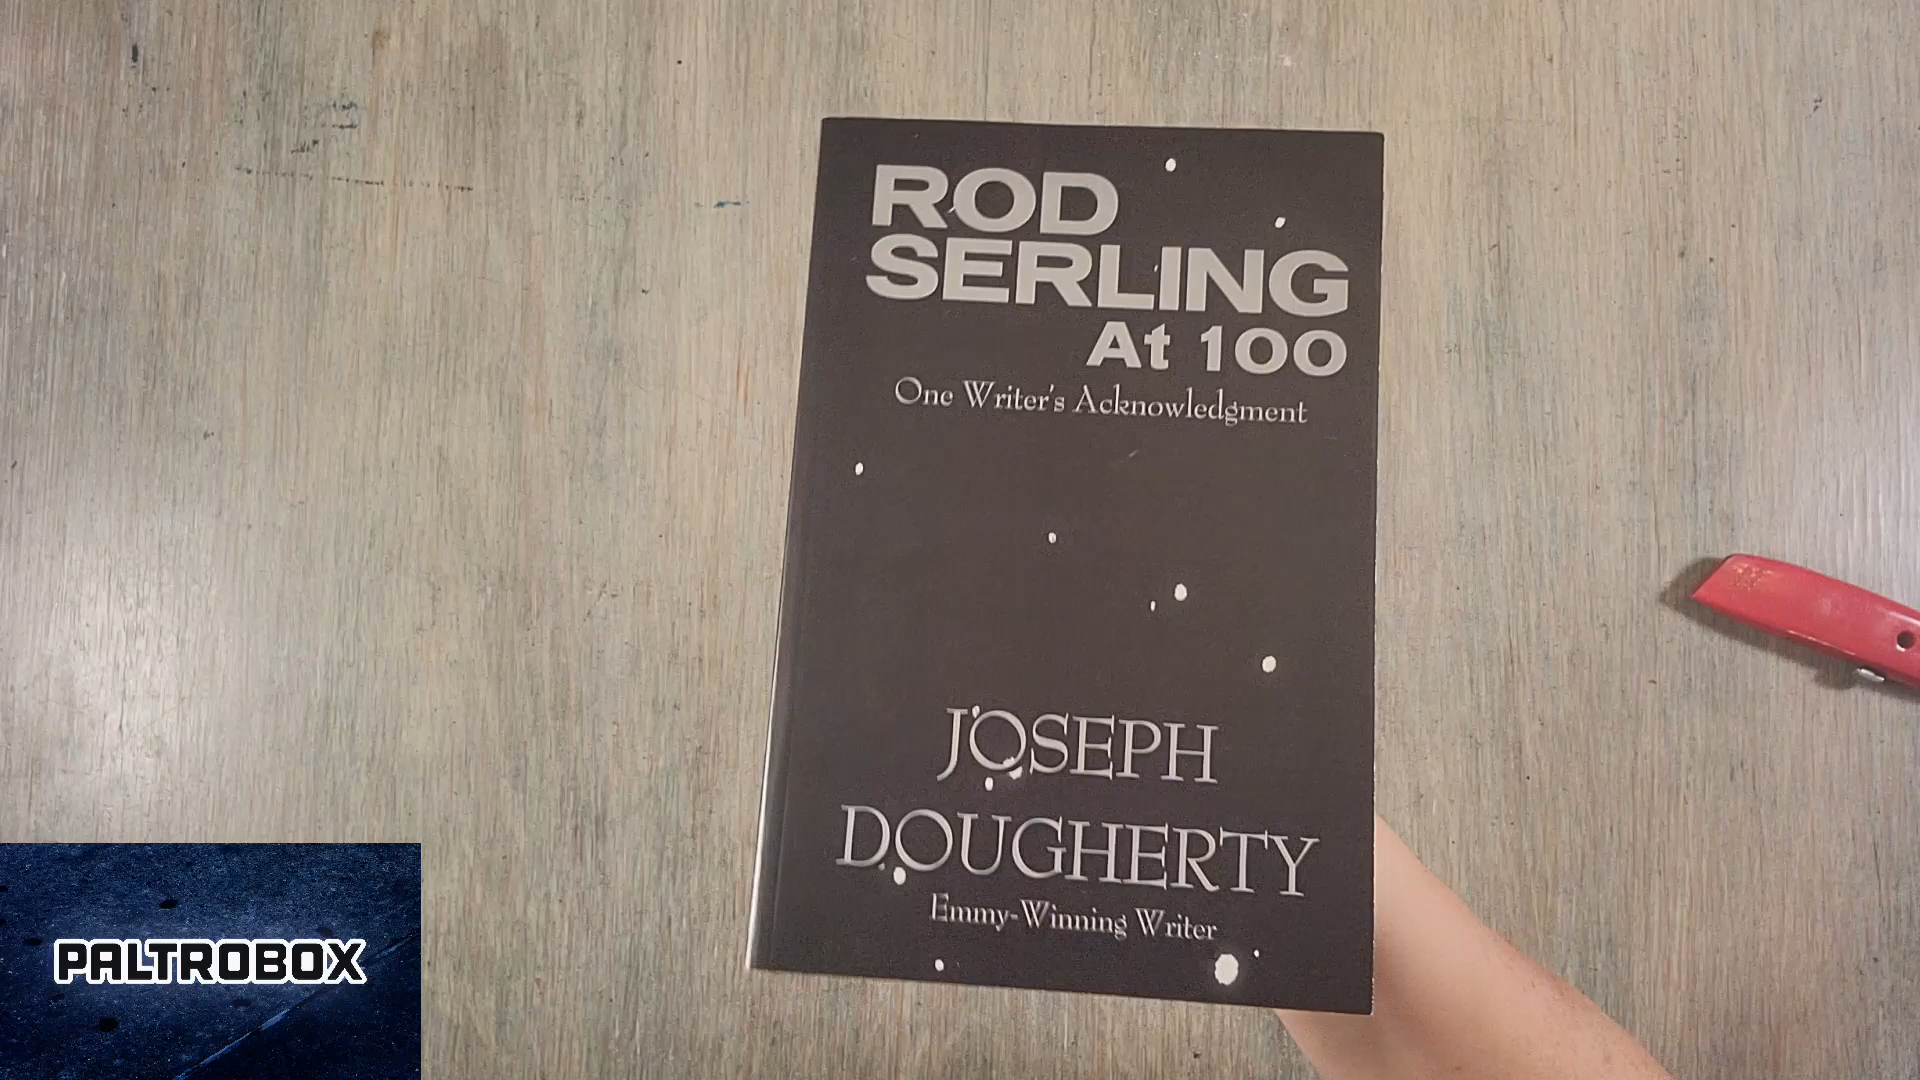 ROD
SERLING
At 100
One Writer's Acknowledgment
JOSEPH
DOUGHERTY
Emmy-Winning Writer
PALTROBOX